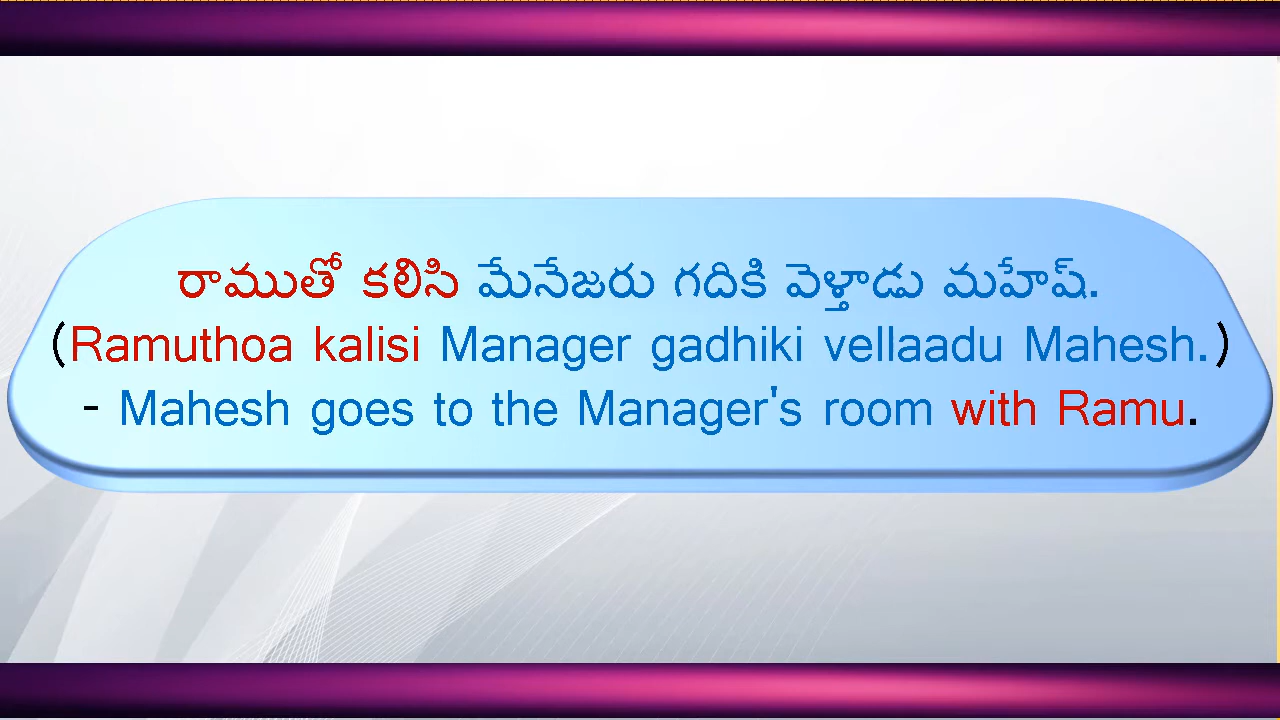 రాముతో కలిసి మేనేజరు గదికి వెళ్తాడు మహేష్.
(Ramuthoa kalisi Manager gadhiki vellaadu Mahesh.)
- Mahesh goes to the Manager's room with Ramu.